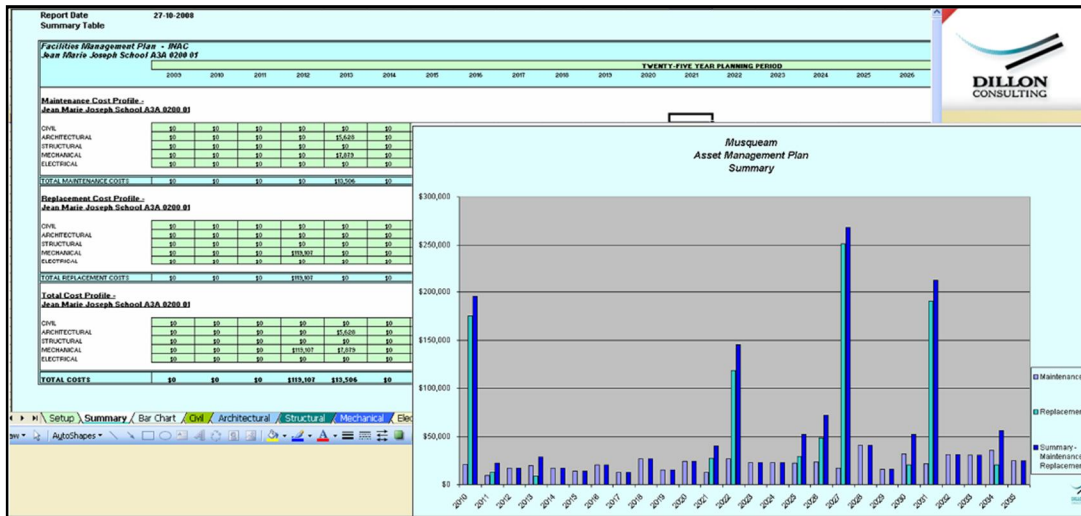 Report Date 27-10-2008
Summary Table
Facilities Management Plan - INAC
Jean Marie Joseph School A3A 0200 01
TWENTY-FIVE YEAR PLANNING PERIOD
2009 2010 2011 2012 2013 2014 2015 2016 2017 2018 2019 2020 2021 2022 2023 2024 2025 2026
Maintenance Cost Profile -
Jean Marie Joseph School A3A 0200 01
CIVIL $0 $0 $0 $0 $0 $0
ARCHITECTURAL $0 $0 $0 $0 $5,628 $0
STRUCTURAL $0 $0 $0 $0 $0 $0
MECHANICAL $0 $0 $0 $0 $7,879 $0
ELECTRICAL $0 $0 $0 $0 $0 $0
TOTAL MAINTENANCE COSTS $0 $0 $0 $0 $13,506 $0
Replacement Cost Profile -
Jean Marie Joseph School A3A 0200 01
CIVIL $0 $0 $0 $0 $0 $0
ARCHITECTURAL $0 $0 $0 $0 $0 $0
STRUCTURAL $0 $0 $0 $0 $0 $0
MECHANICAL $0 $0 $0 $119,107 $0 $0
ELECTRICAL $0 $0 $0 $0 $0 $0
TOTAL REPLACEMENT COSTS $0 $0 $0 $119,107 $0 $0
Total Cost Profile -
Jean Marie Joseph School A3A 0200 01
CIVIL $0 $0 $0 $0 $0 $0
ARCHITECTURAL $0 $0 $0 $0 $5,628 $0
STRUCTURAL $0 $0 $0 $0 $0 $0
MECHANICAL $0 $0 $0 $119,107 $7,879 $0
ELECTRICAL $0 $0 $0 $0 $0 $0
TOTAL COSTS $0 $0 $0 $119,107 $13,506 $0
Setup Summary Bar Chart Civil Architectural Structural Mechanical Elec
aw AutoShapes
DILLON
CONSULTING
Musqueam
Asset Management Plan
Summary
$300,000
$250,000
$200,000
$150,000
$100,000
$50,000
$0
2010 2011 2012 2013 2014 2015 2016 2017 2018 2019 2020 2021 2022 2023 2024 2025 2026 2027 2028 2029 2030 2031 2032 2033 2034 2035
Maintenance
Replacement
Summary -
Maintenance
Replacement